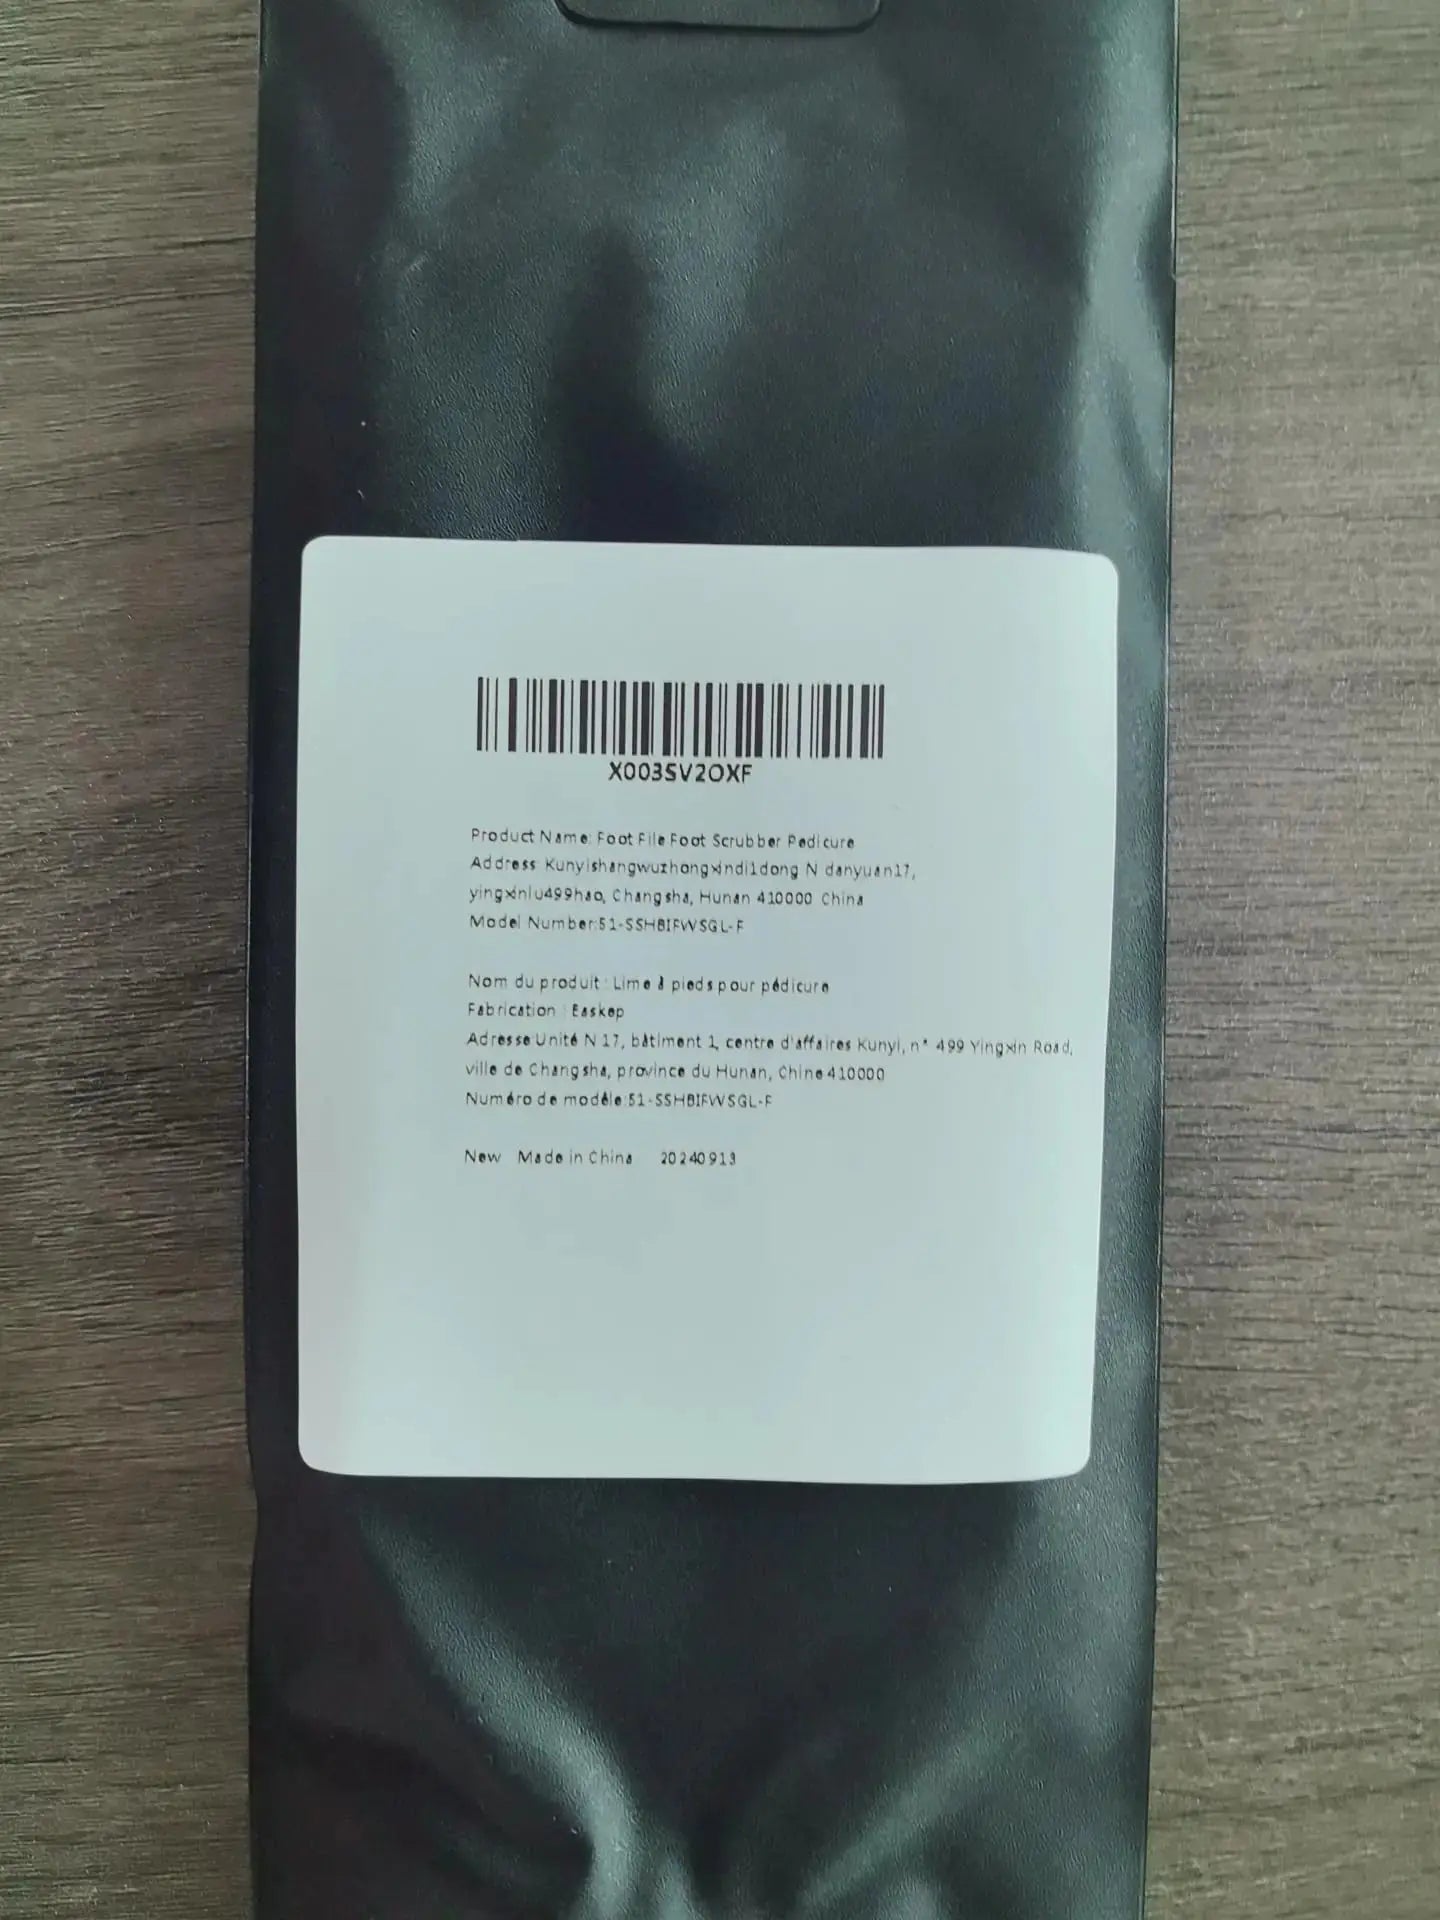 X003SV2OXF
Product Name: Foot File Foot Scrubber Pedicure
Address: Kunyishangwuzhongxindi1dong N danyuan17,
yingxinlu499hao, Changsha, Hunan 410000 China
Model Number:51-SSHBIFWSGL-F
Nom du produit : Lime à pieds pour pédicure
Fabrication : Easkep
Adresse:Unité N 17, bâtiment 1, centre d'affaires Kunyi, n° 499 Yingxin Road,
ville de Changsha, province du Hunan, Chine 410000
Numéro de modèle:51-SSHBIFWSGL-F
New Made in China 20240913